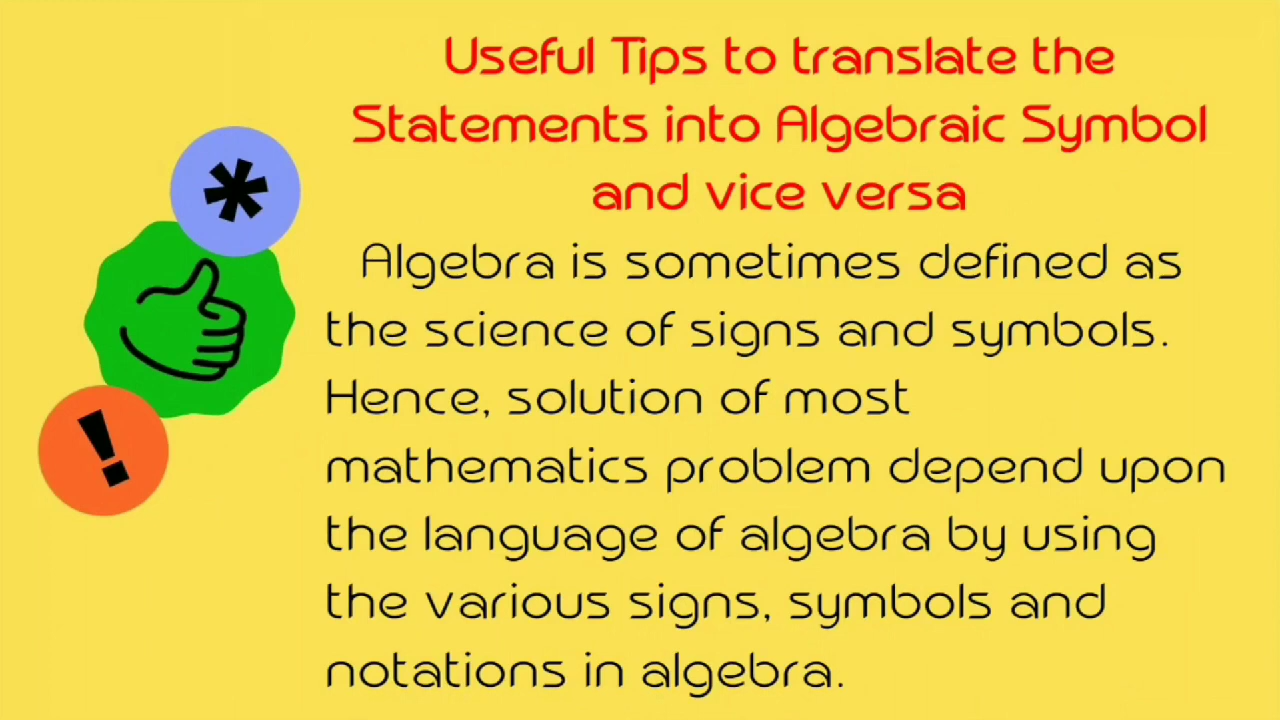 Useful Tips to translate the
Statements into Algebraic Symbol
and vice versa
Algebra is sometimes defined as
the science of signs and symbols.
Hence, solution of most
mathematics problem depend upon
the language of algebra by using
the various signs, symbols and
notations in algebra.
*
!